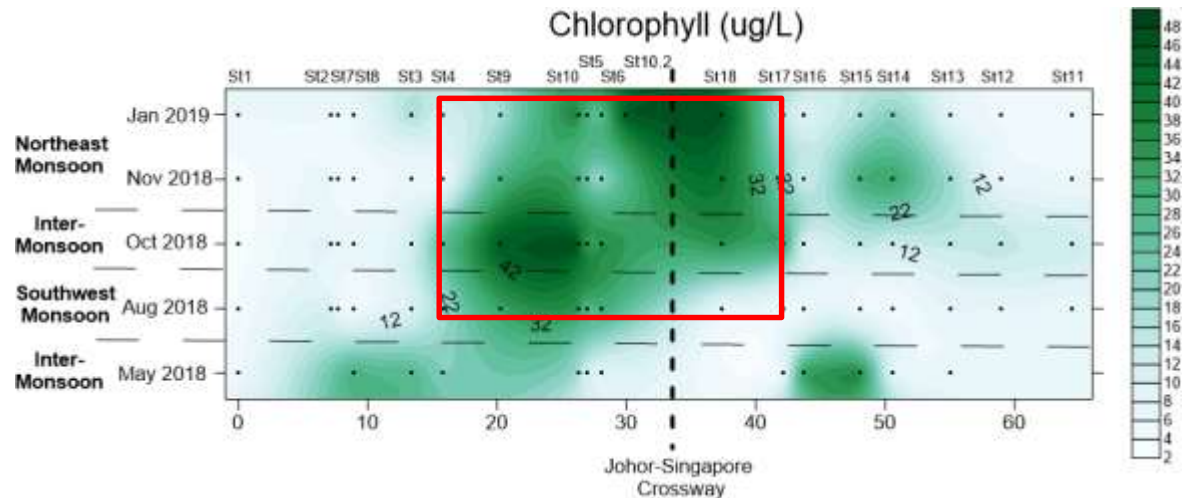 Chlorophyll (ug/L)
St5 St10.2
St1 St2 St7 St8 St3 St4 St9 St10 St6 St18 St17 St16 St15 St14 St13 St12 St11
Northeast
Monsoon
Jan 2019
Nov 2018
32 22 12
22
Inter-
Monsoon
Oct 2018
12
42
Southwest
Monsoon
Aug 2018
22
12 32
Inter-
Monsoon
May 2018
0 10 20 30 40 50 60
Johor-Singapore
Crossway
48
46
44
42
40
38
36
34
32
30
28
26
24
22
20
18
16
14
12
10
8
6
4
2